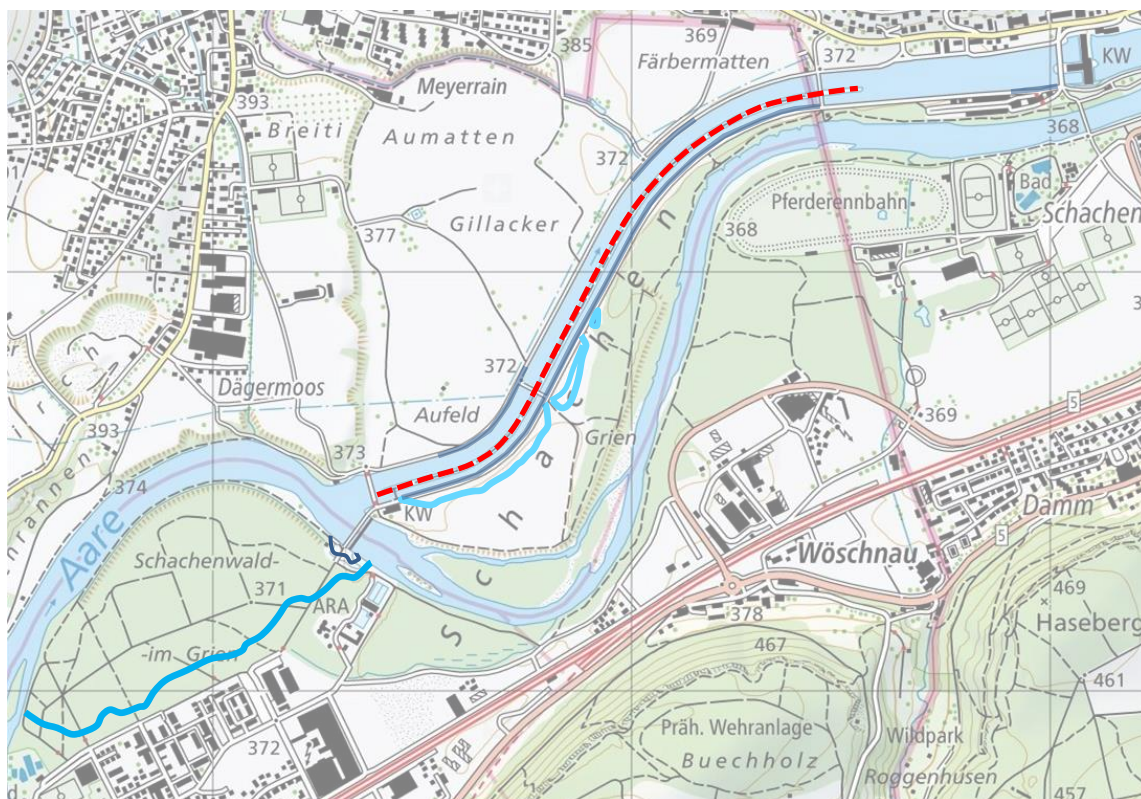 369
372
KW
385
Färbermatten
Meyerrain
393
Breiti
Aumatten
368
372
Pferderennbahn
Bad
Schachen
377
Gillacker
368
372
Dägermoos
Aufeld
Grien
369
5
393
373
374
KW
Damm
Aare
Schachen
Wöschnau
5
Schachenwald-
371
ARA
378
469
Haseberg
-im Grien
467
461
372
Präh. Wehranlage
Wildpark
Buechholz
Roggenhusen
457